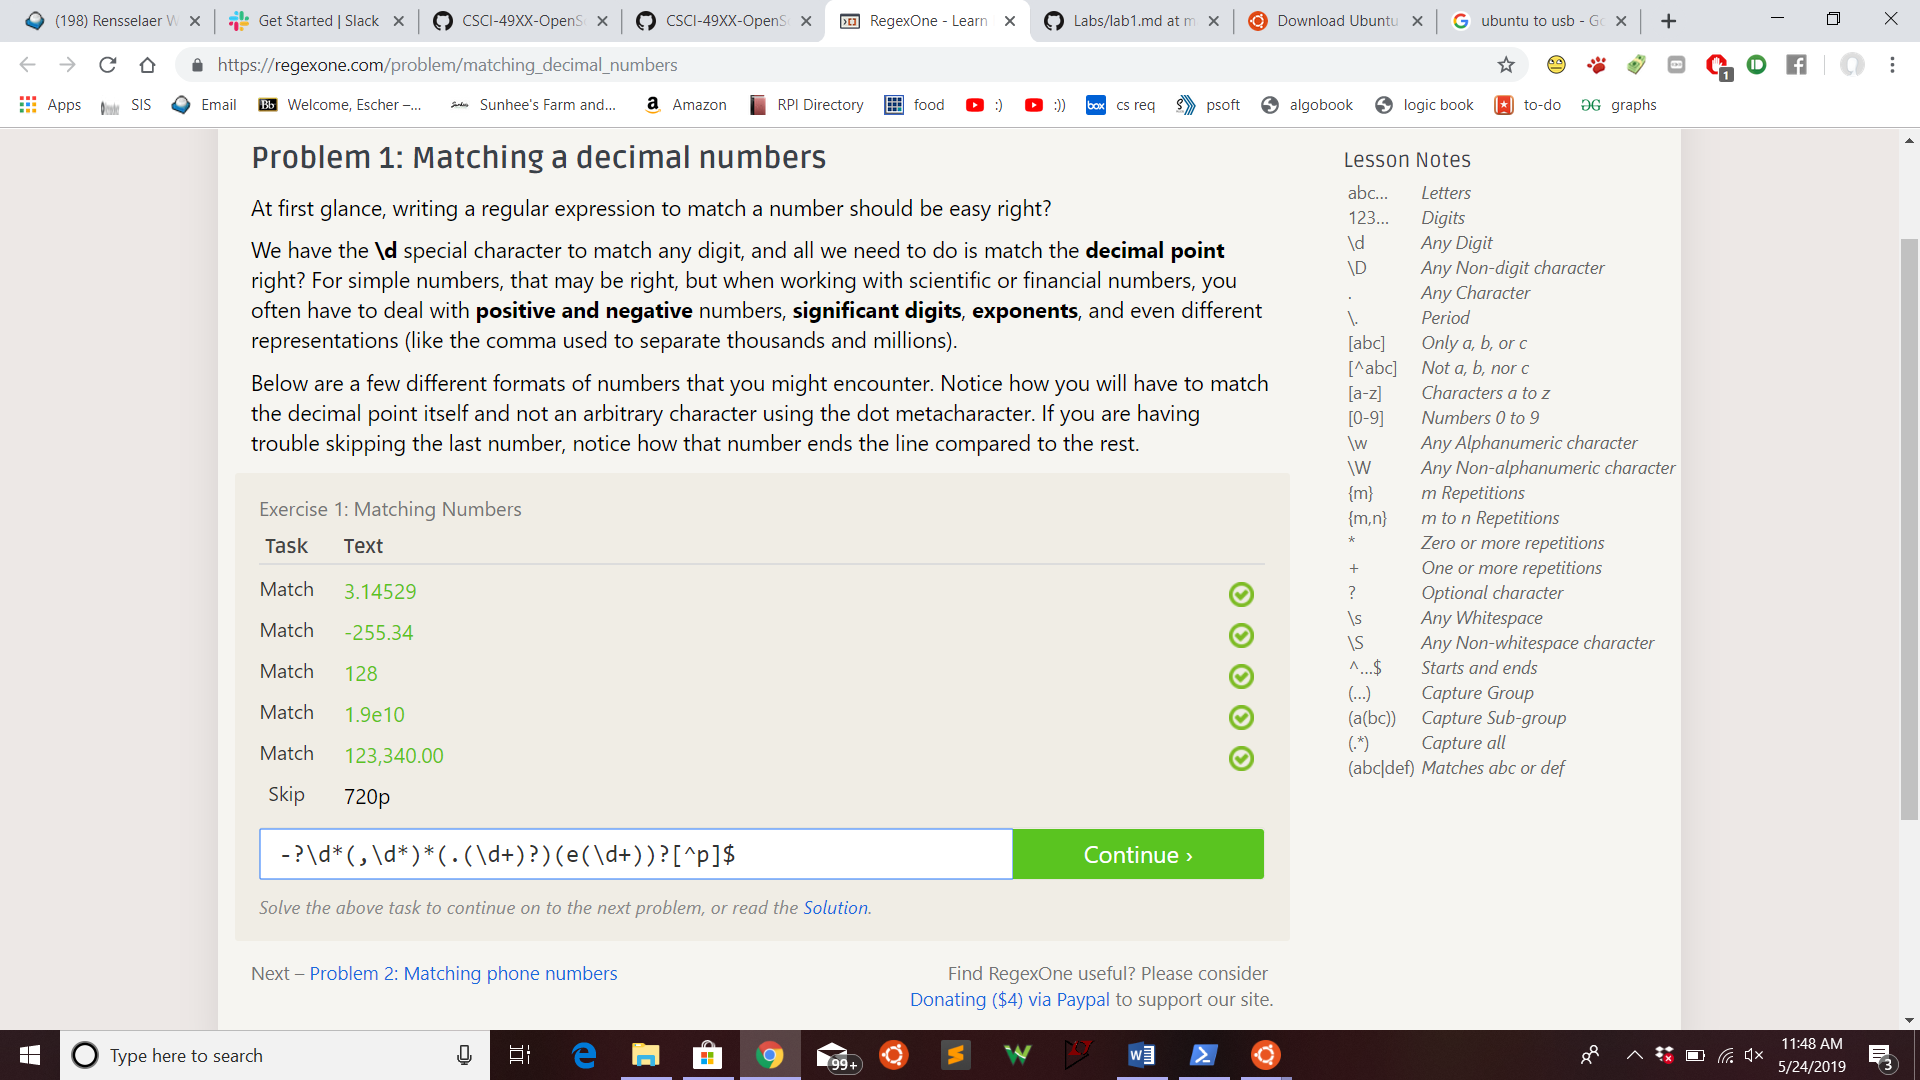 (198) Rensselaer W
Get Started | Slack
CSCI-49XX-OpenS
CSCI-49XX-OpenS
RegexOne - Learn
Labs/lab1.md at m
Download Ubuntu
ubuntu to usb - Go
https://regexone.com/problem/matching_decimal_numbers
1
Apps
SIS
Email
Bb
Welcome, Escher –...
Sunhee's Farm and...
Amazon
RPI Directory
food
:)
:))
box
cs req
psoft
algobook
logic book
to-do
graphs
Problem 1: Matching a decimal numbers
At first glance, writing a regular expression to match a number should be easy right?
We have the \d special character to match any digit, and all we need to do is match the decimal point
right? For simple numbers, that may be right, but when working with scientific or financial numbers, you
often have to deal with positive and negative numbers, significant digits, exponents, and even different
representations (like the comma used to separate thousands and millions).
Below are a few different formats of numbers that you might encounter. Notice how you will have to match
the decimal point itself and not an arbitrary character using the dot metacharacter. If you are having
trouble skipping the last number, notice how that number ends the line compared to the rest.
Exercise 1: Matching Numbers
Task Text
Match 3.14529
Match -255.34
Match 128
Match 1.9e10
Match 123,340.00
Skip 720p
-?\d*(,\d*)*(.(\d+)?)(e(\d+))?[^p]$
Continue ›
Solve the above task to continue on to the next problem, or read the Solution.
Next – Problem 2: Matching phone numbers
Find RegexOne useful? Please consider
Donating ($4) via Paypal to support our site.
Lesson Notes
abc... Letters
123... Digits
\d Any Digit
\D Any Non-digit character
. Any Character
\. Period
[abc] Only a, b, or c
[^abc] Not a, b, nor c
[a-z] Characters a to z
[0-9] Numbers 0 to 9
\w Any Alphanumeric character
\W Any Non-alphanumeric character
{m} m Repetitions
{m,n} m to n Repetitions
* Zero or more repetitions
+ One or more repetitions
? Optional character
\s Any Whitespace
\S Any Non-whitespace character
^...$ Starts and ends
(...) Capture Group
(a(bc)) Capture Sub-group
(.*) Capture all
(abc|def) Matches abc or def
Type here to search
99+
11:48 AM
5/24/2019
3